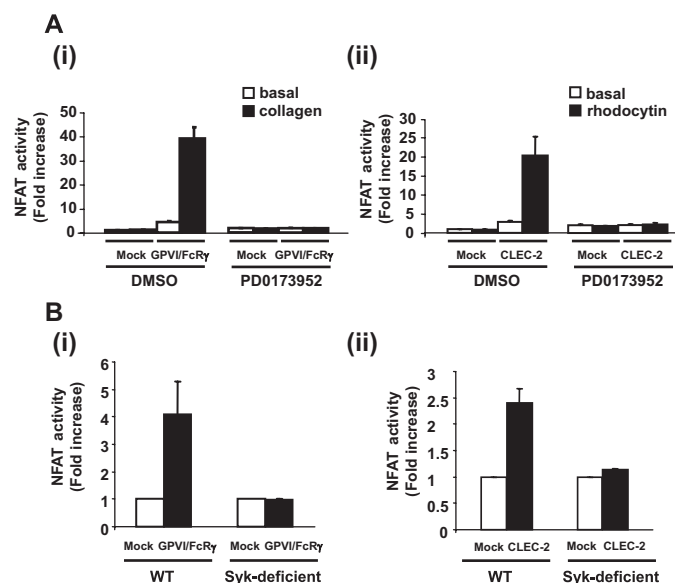 A
(i)
basal
collagen
NFAT activity
(Fold increase)
50
40
30
20
10
0
Mock GPVI/FcRγ Mock GPVI/FcRγ
DMSO PD0173952
(ii)
basal
rhodocytin
NFAT activity
(Fold increase)
30
25
20
15
10
5
0
Mock CLEC-2 Mock CLEC-2
DMSO PD0173952
B
(i)
NFAT activity
(Fold increase)
6
5
4
3
2
1
0
Mock GPVI/FcRγ Mock GPVI/FcRγ
WT Syk-deficient
(ii)
NFAT activity
(Fold increase)
3
2.5
2
1.5
1
0.5
0
Mock CLEC-2 Mock CLEC-2
WT Syk-deficient